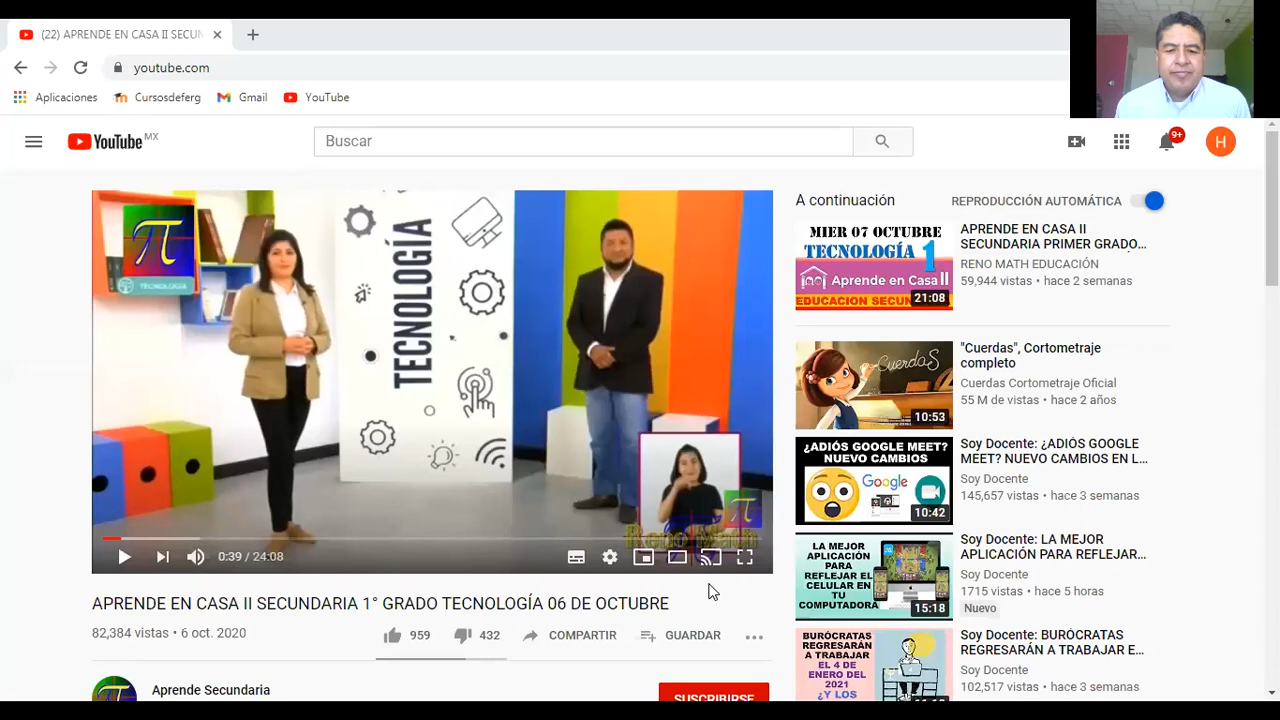 (22) APRENDE EN CASA II SECUN
youtube.com
Aplicaciones
Cursosdeferg
Gmail
YouTube
YouTube MX
Buscar
9+
H
TECNOLOGÍA
TECNOLOGÍA
0:39 / 24:08
APRENDE EN CASA II SECUNDARIA 1° GRADO TECNOLOGÍA 06 DE OCTUBRE
82,384 vistas • 6 oct. 2020
959
432
COMPARTIR
GUARDAR
Aprende Secundaria
SUSCRIBIRSE
A continuación
REPRODUCCIÓN AUTOMÁTICA
MIER 07 OCTUBRE
TECNOLOGÍA 1
Aprende en Casa II
21:08
APRENDE EN CASA II
SECUNDARIA PRIMER GRADO...
RENO MATH EDUCACIÓN
59,944 vistas • hace 2 semanas
CuerdaS
10:53
"Cuerdas", Cortometraje
completo
Cuerdas Cortometraje Oficial
55 M de vistas • hace 2 años
¿ADIÓS GOOGLE
MEET? NUEVO CAMBIOS
Google
10:42
Soy Docente: ¿ADIÓS GOOGLE
MEET? NUEVO CAMBIOS EN L...
Soy Docente
145,657 vistas • hace 3 semanas
LA MEJOR
APLICACIÓN
PARA
REFLEJAR EL
CELULAR EN
TU
COMPUTADORA
15:18
Soy Docente: LA MEJOR
APLICACIÓN PARA REFLEJAR...
Soy Docente
1715 vistas • hace 5 horas
Nuevo
BURÓCRATAS
REGRESARÁN A
TRABAJAR
EL 4 DE
ENERO DEL
2021
¿Y LOS
Soy Docente: BURÓCRATAS
REGRESARÁN A TRABAJAR E...
Soy Docente
102,517 vistas • hace 3 semanas